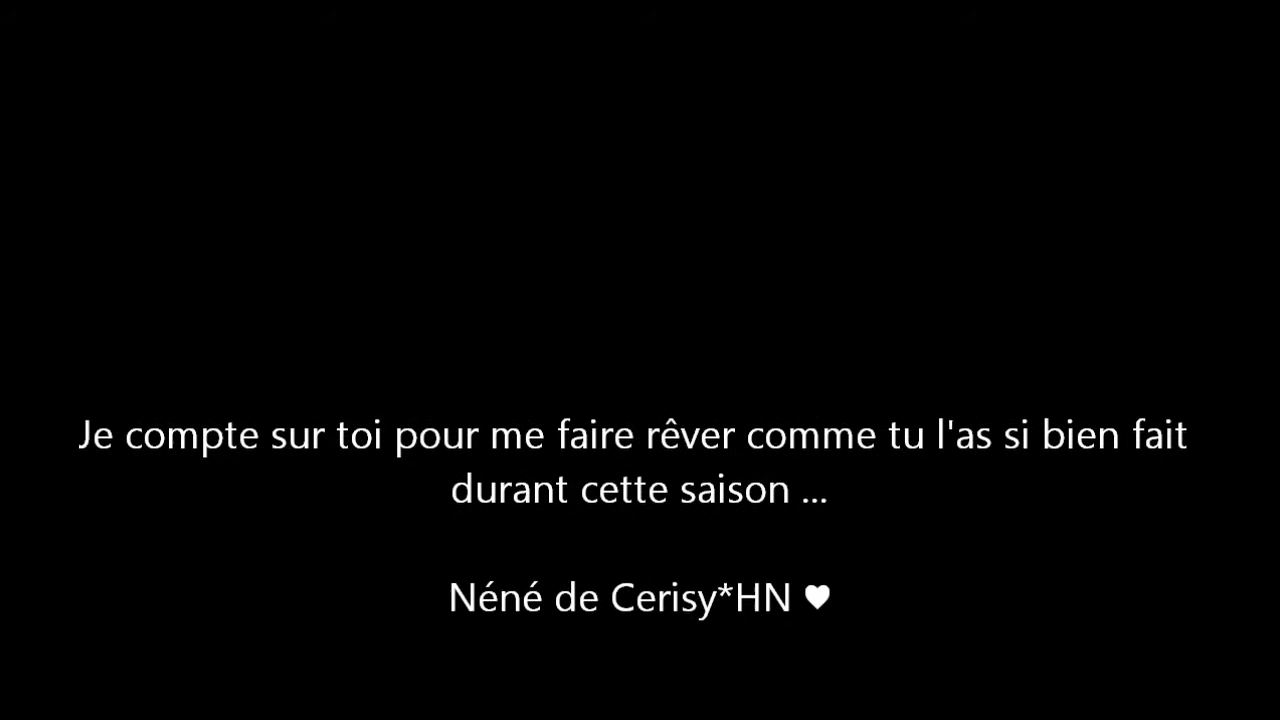 Je compte sur toi pour me faire rêver comme tu l'as si bien fait
durant cette saison ...
Néné de Cerisy*HN ♥